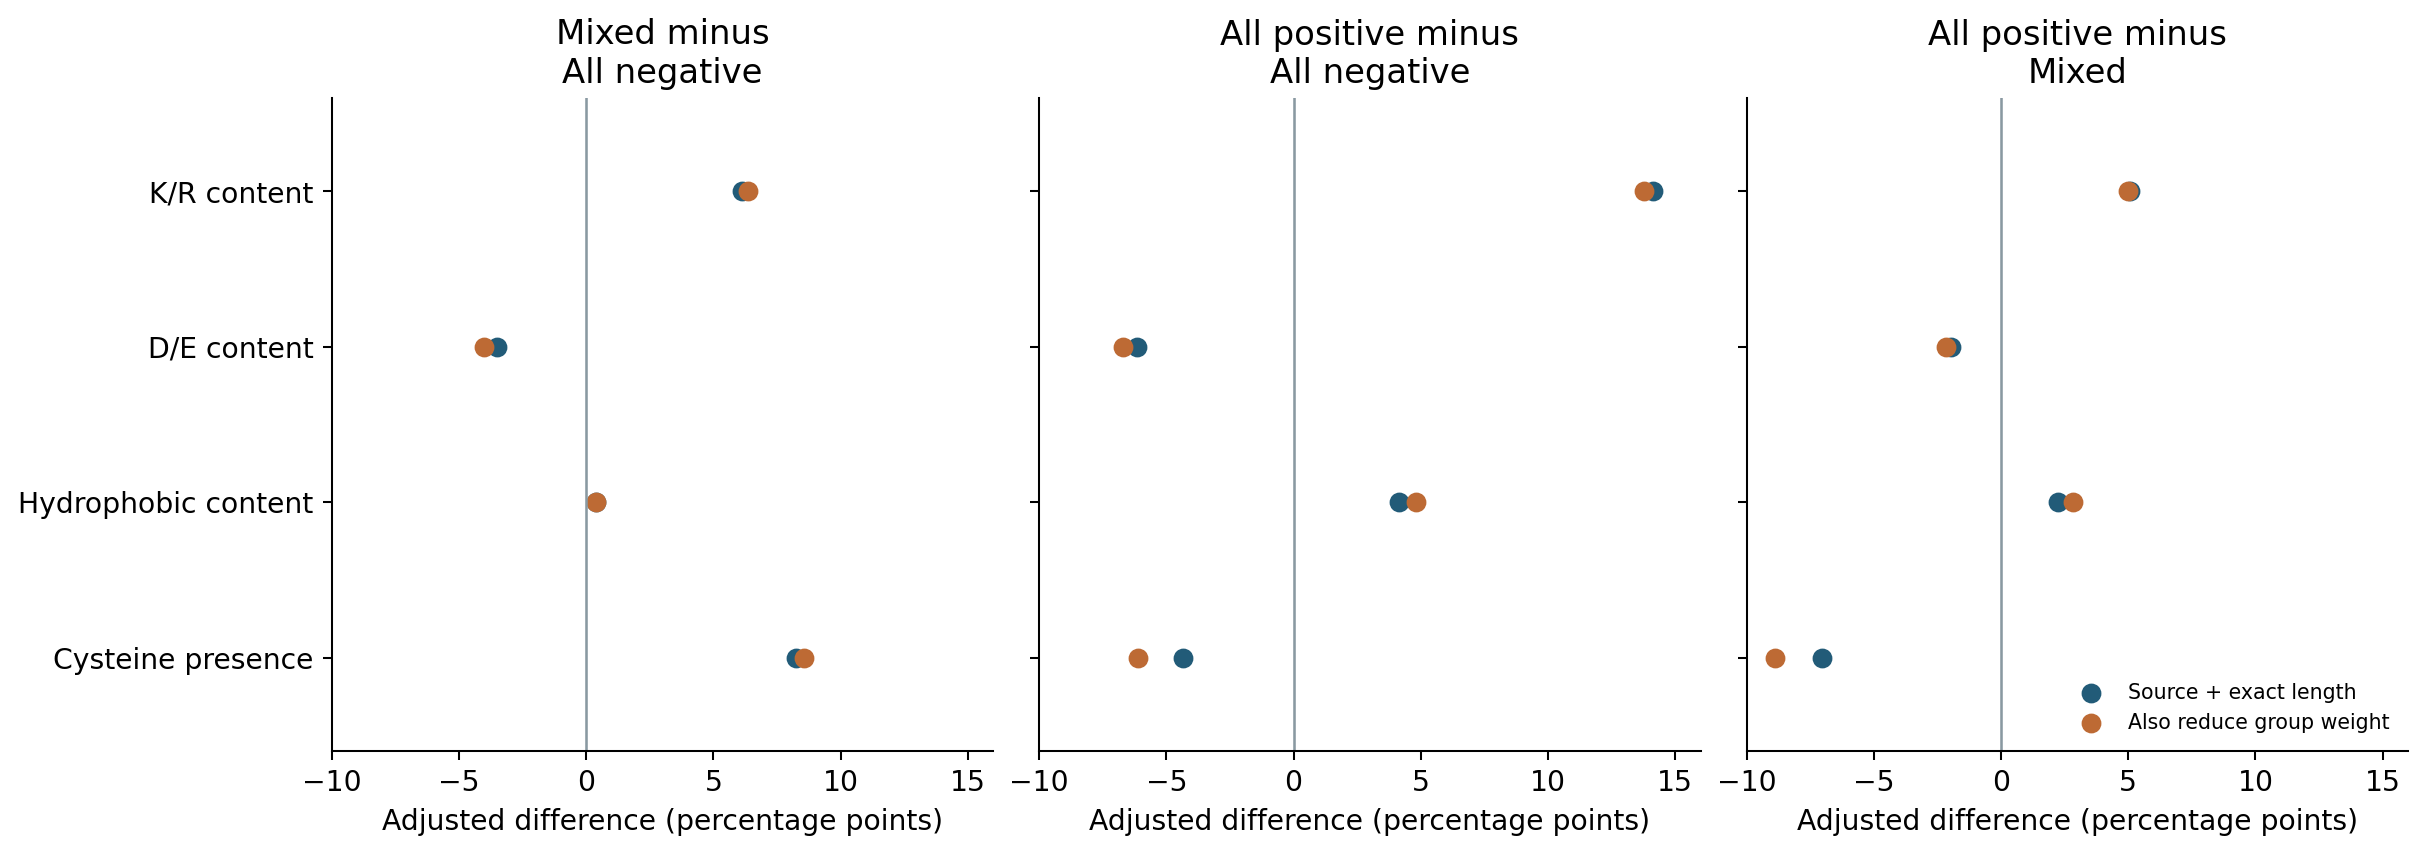 Mixed minus
All negative
All positive minus
All negative
All positive minus
Mixed
K/R content
D/E content
Hydrophobic content
Cysteine presence
Source + exact length
Also reduce group weight
−10 −5 0 5 10 15
−10 −5 0 5 10 15
−10 −5 0 5 10 15
Adjusted difference (percentage points)
Adjusted difference (percentage points)
Adjusted difference (percentage points)